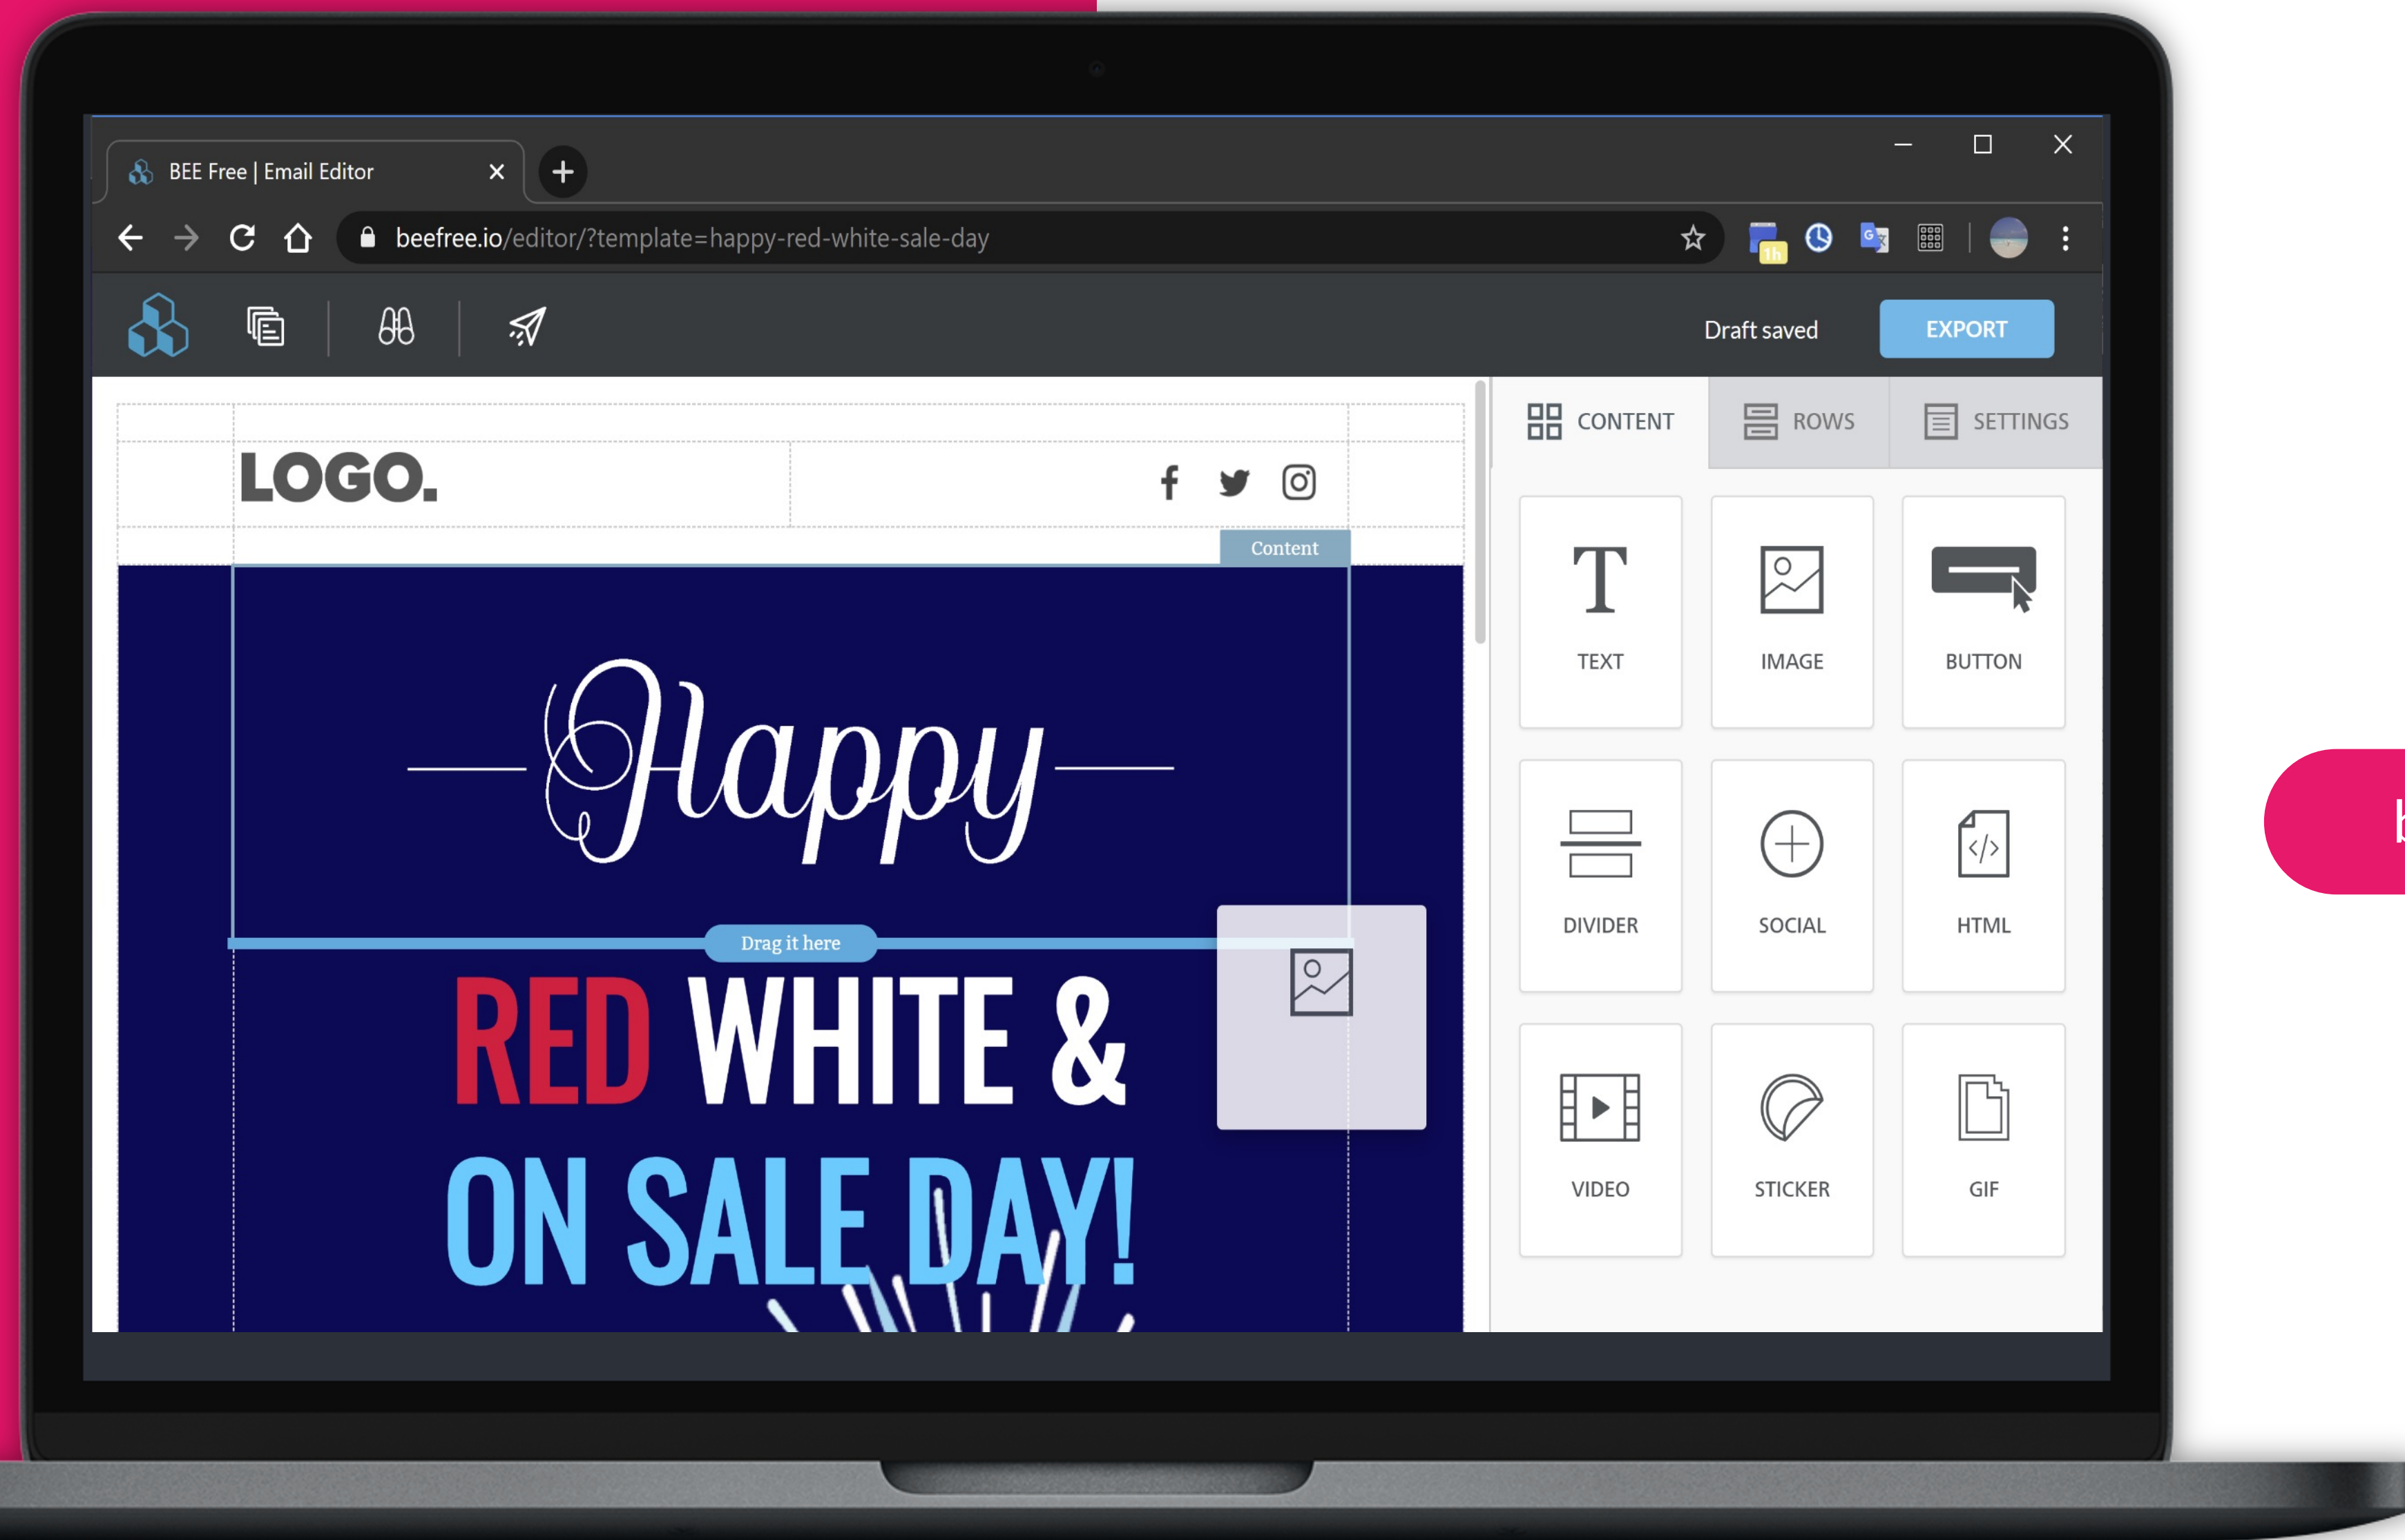 BEE Free | Email Editor
beefree.io/editor/?template=happy-red-white-sale-day
1h
G
Draft saved
EXPORT
CONTENT
ROWS
SETTINGS
LOGO.
Content
Happy
Drag it here
RED WHITE &
ON SALE DAY!
T
TEXT
IMAGE
BUTTON
DIVIDER
SOCIAL
</>
HTML
VIDEO
STICKER
GIF